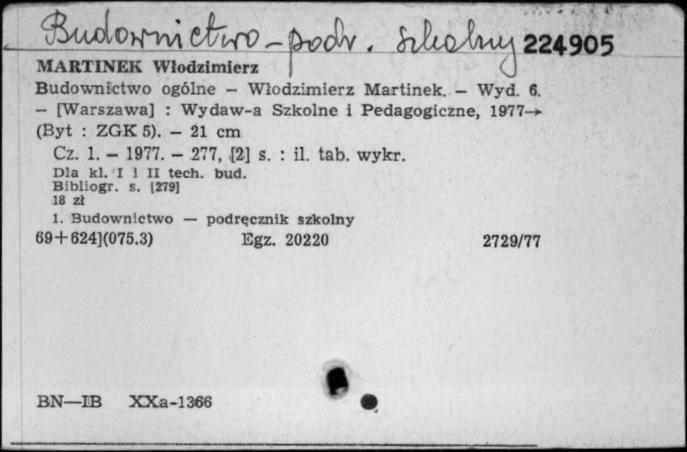 Budownictwo - podr. szkolny 224905
MARTINEK Włodzimierz
Budownictwo ogólne — Włodzimierz Martinek. — Wyd. 6.
— [Warszawa] : Wydaw-a Szkolne i Pedagogiczne, 1977→
(Byt : ZGK 5). — 21 cm
Cz. 1. — 1977. — 277, [2] s. : il. tab. wykr.
Dla kl. I i II tech. bud.
Bibliogr. s. [279]
18 zł
1. Budownictwo — podręcznik szkolny
69+624](075.3) Egz. 20220 2729/77
BN—IB XXa-1366